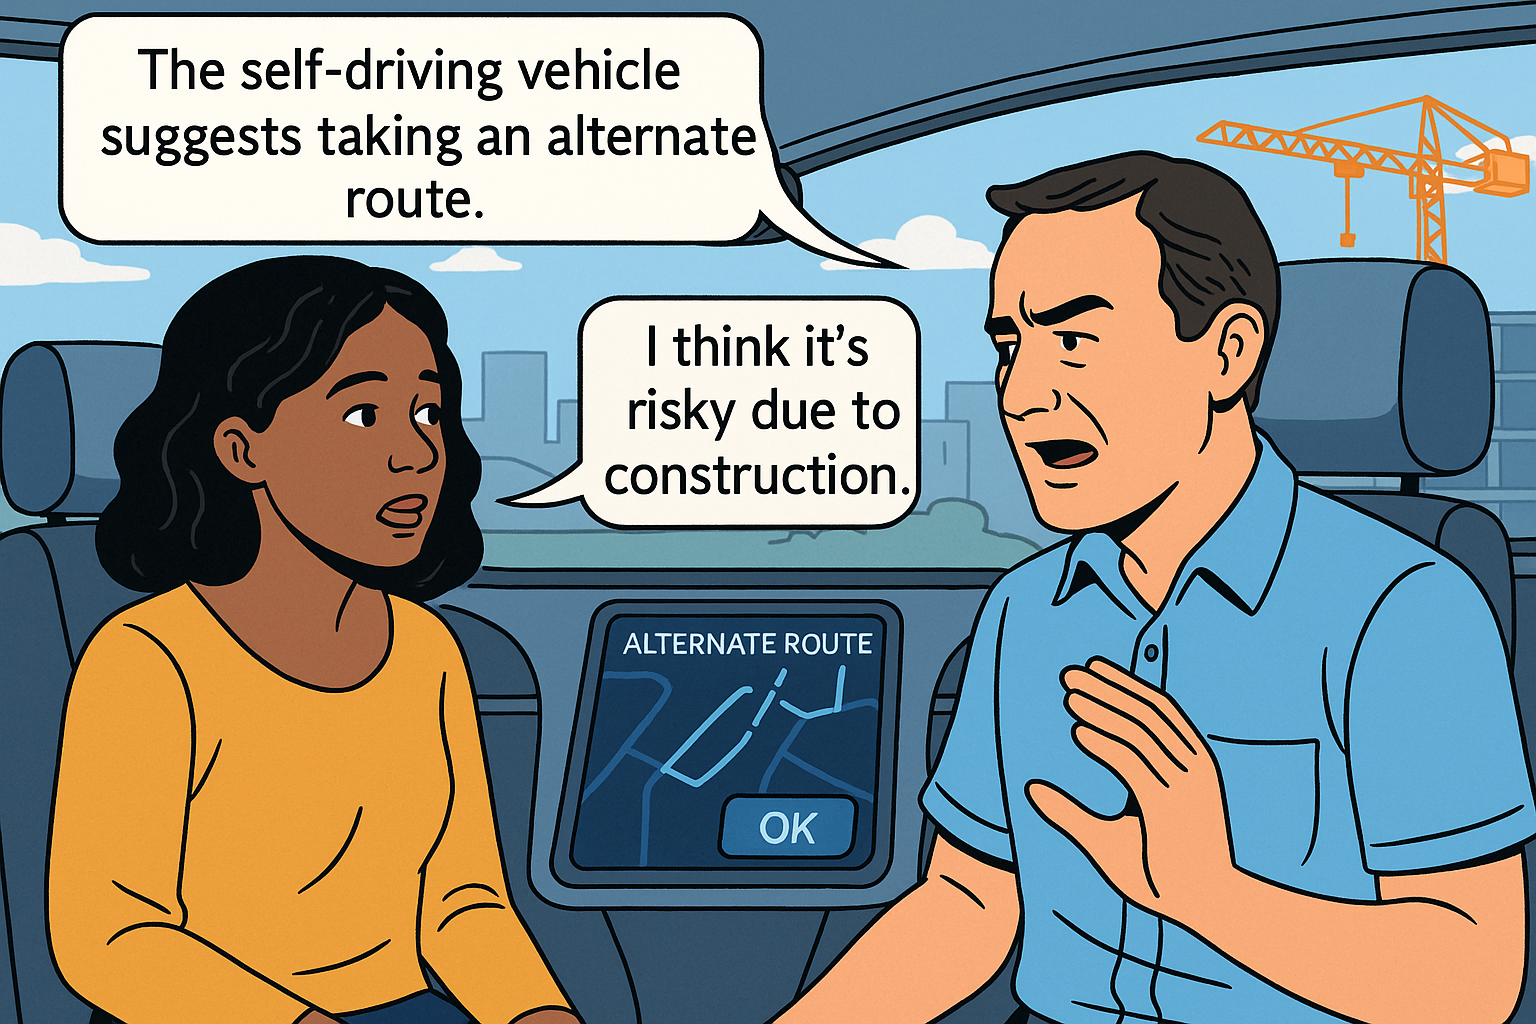 The self-driving vehicle
suggests taking an alternate
route.
I think it's
risky due to
construction.
ALTERNATE ROUTE
OK